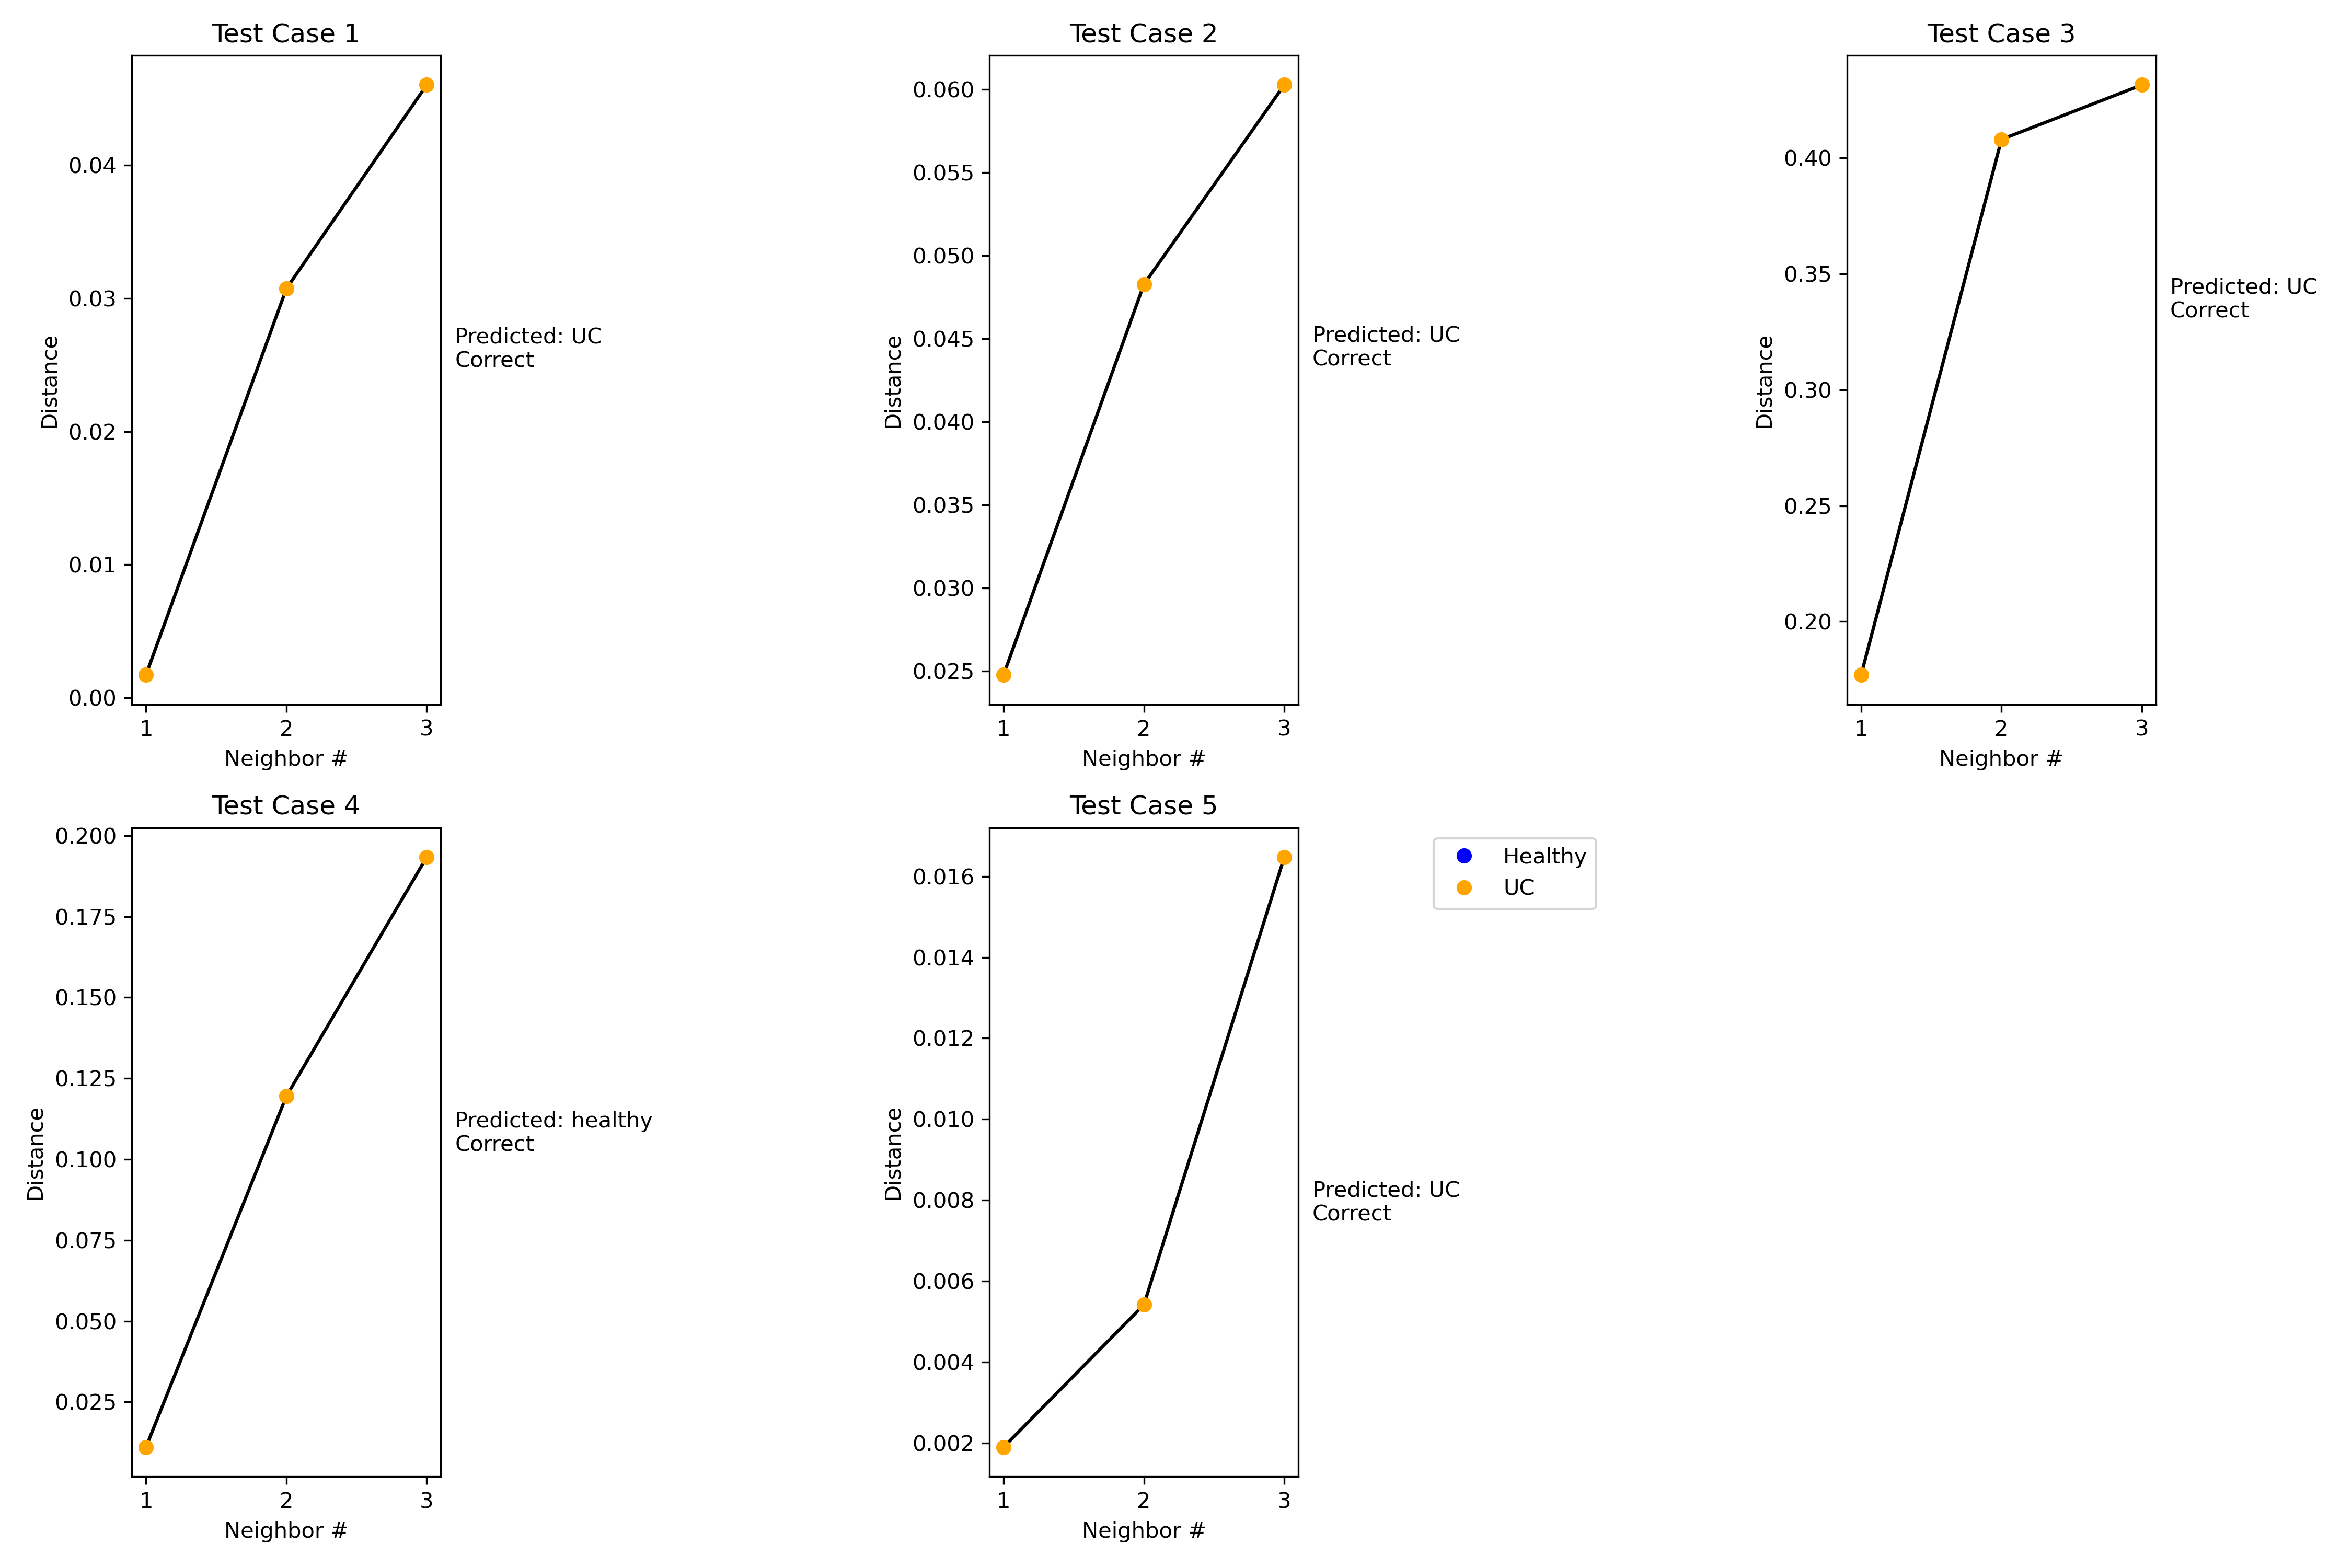 Test Case 1
0.04
0.03
0.02
0.01
0.00
Distance
1 2 3
Neighbor #
Predicted: UC
Correct
Test Case 2
0.060
0.055
0.050
0.045
0.040
0.035
0.030
0.025
Distance
1 2 3
Neighbor #
Predicted: UC
Correct
Test Case 3
0.40
0.35
0.30
0.25
0.20
Distance
1 2 3
Neighbor #
Predicted: UC
Correct
Test Case 4
0.200
0.175
0.150
0.125
0.100
0.075
0.050
0.025
Distance
1 2 3
Neighbor #
Predicted: healthy
Correct
Test Case 5
0.016
0.014
0.012
0.010
0.008
0.006
0.004
0.002
Distance
1 2 3
Neighbor #
Predicted: UC
Correct
Healthy
UC